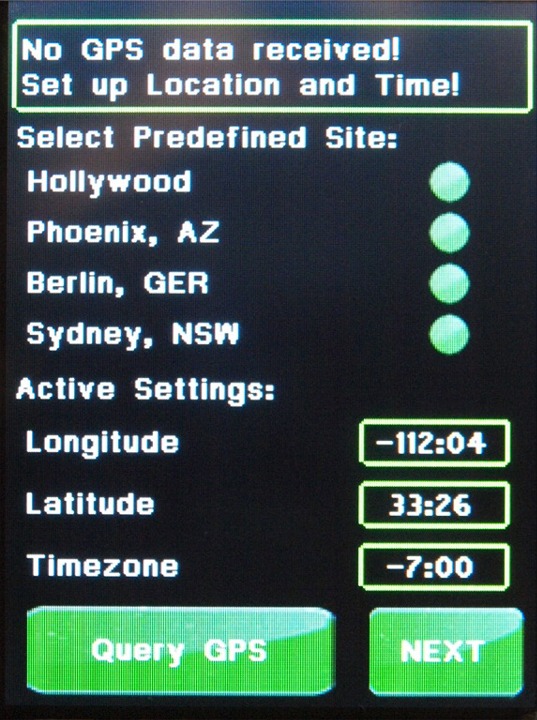 No GPS data received!
Set up Location and Time!
Select Predefined Site:
Hollywood
Phoenix, AZ
Berlin, GER
Sydney, NSW
Active Settings:
Longitude -112:04
Latitude 33:26
Timezone -7:00
Query GPS NEXT